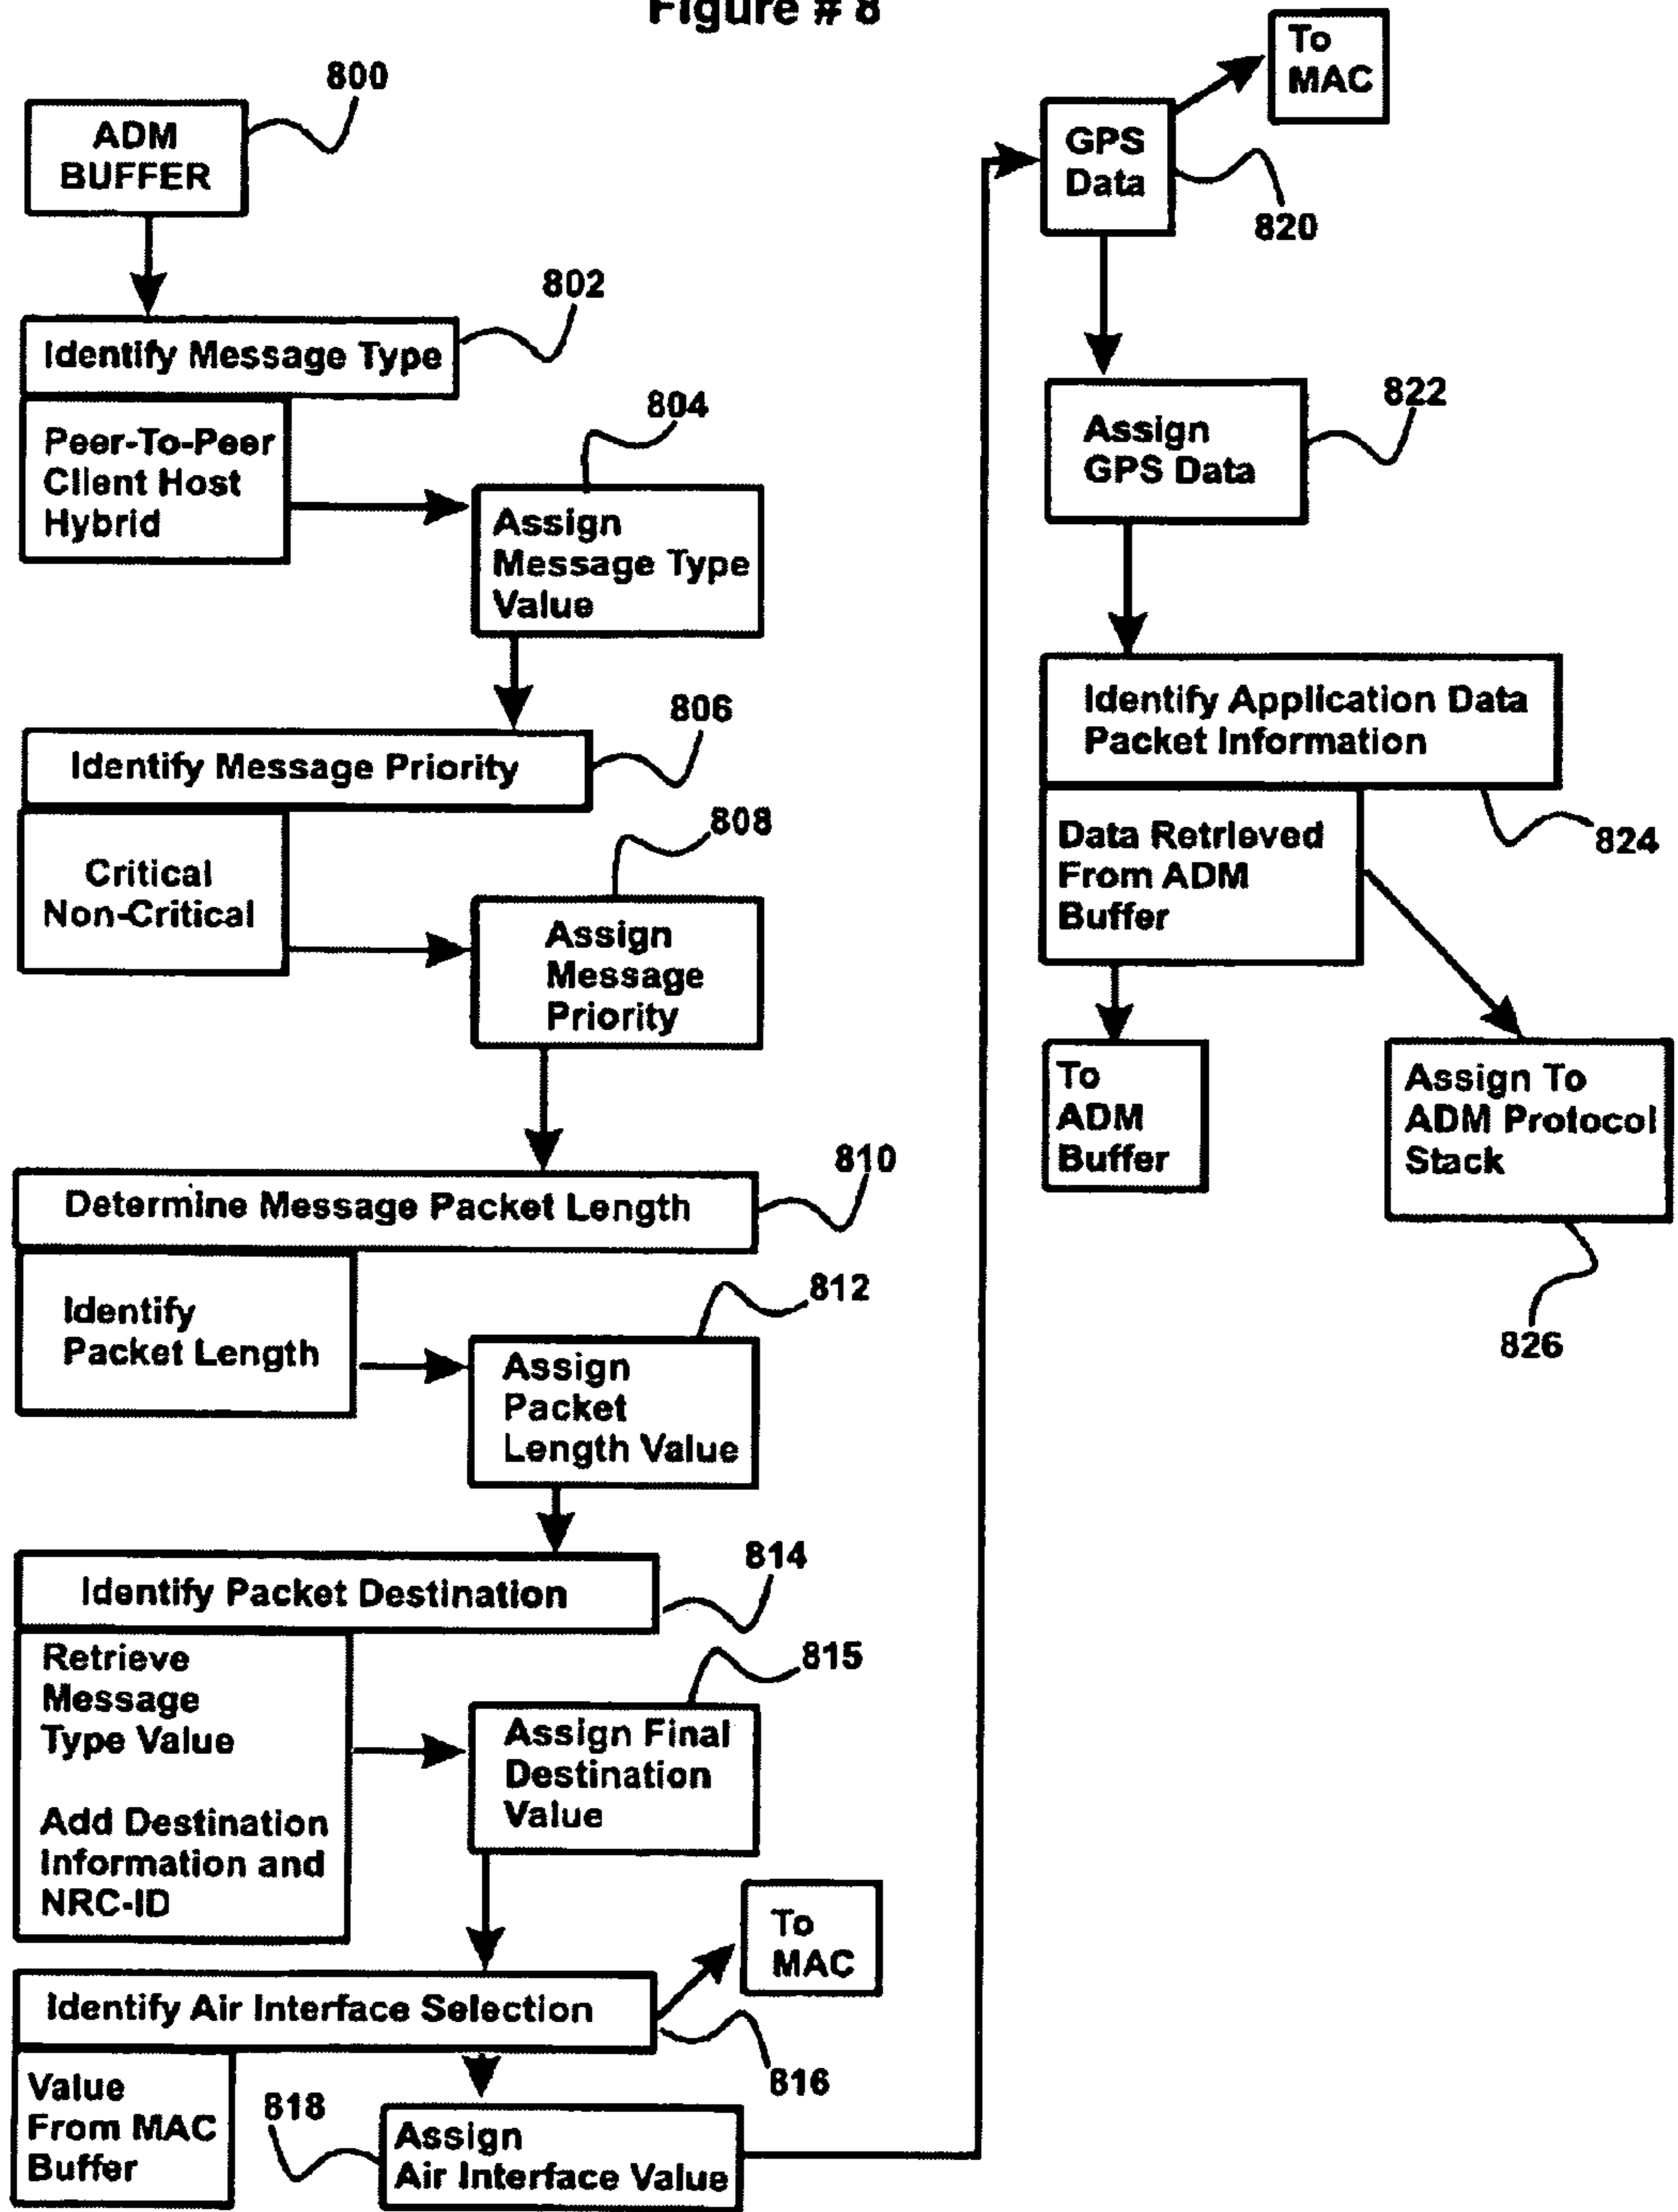 Figure # 8
800
ADM
BUFFER
802
Identify Message Type
Peer-To-Peer
Client Host
Hybrid
804
Assign
Message Type
Value
806
Identify Message Priority
Critical
Non-Critical
808
Assign
Message
Priority
810
Determine Message Packet Length
Identify
Packet Length
812
Assign
Packet
Length Value
814
Identify Packet Destination
Retrieve
Message
Type Value
Add Destination
Information and
NRC-ID
815
Assign Final
Destination
Value
To
MAC
Identify Air Interface Selection
816
Value
From MAC
Buffer
818
Assign
Air Interface Value
To
MAC
GPS
Data
820
822
Assign
GPS Data
Identify Application Data
Packet Information
824
Data Retrieved
From ADM
Buffer
To
ADM
Buffer
Assign To
ADM Protocol
Stack
826